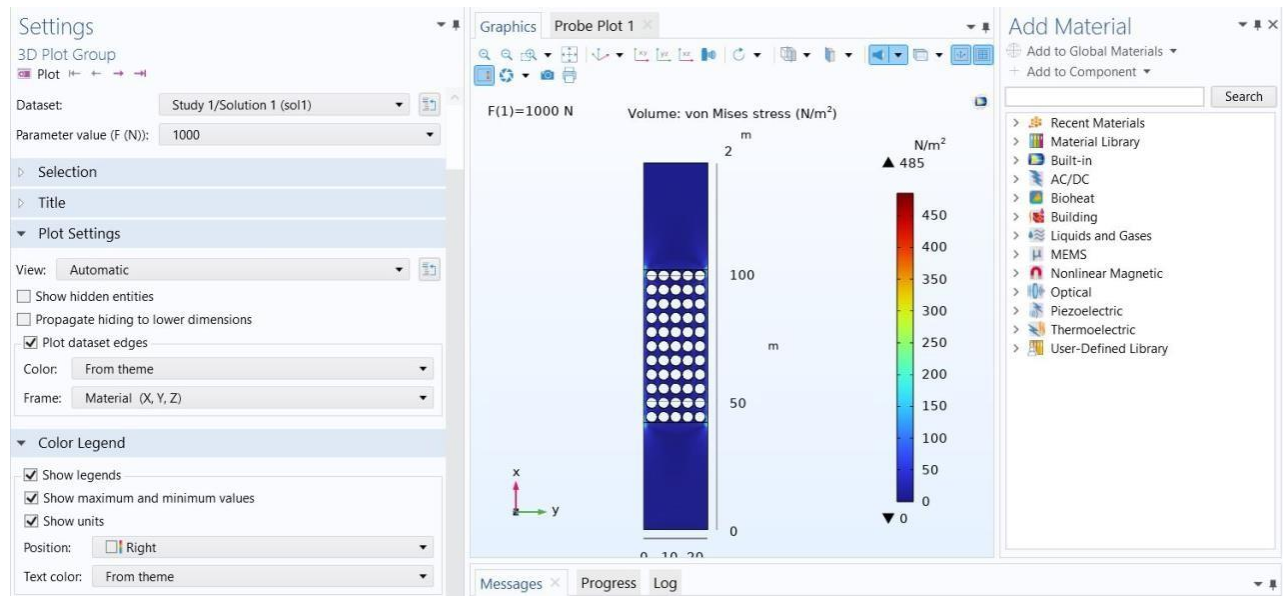 Settings
3D Plot Group
Plot
Dataset: Study 1/Solution 1 (sol1)
Parameter value (F (N)): 1000
Selection
Title
Plot Settings
View: Automatic
Show hidden entities
Propagate hiding to lower dimensions
Plot dataset edges
Color: From theme
Frame: Material (X, Y, Z)
Color Legend
Show legends
Show maximum and minimum values
Show units
Position: Right
Text color: From theme
Graphics Probe Plot 1
F(1)=1000 N Volume: von Mises stress (N/m²)
m
2
N/m²
485
450
400
350
300
250
200
150
100
50
0
0
100
m
50
0
0 10 20
x
z y
Messages Progress Log
Add Material
Add to Global Materials
Add to Component
Search
Recent Materials
Material Library
Built-in
AC/DC
Bioheat
Building
Liquids and Gases
MEMS
Nonlinear Magnetic
Optical
Piezoelectric
Thermoelectric
User-Defined Library